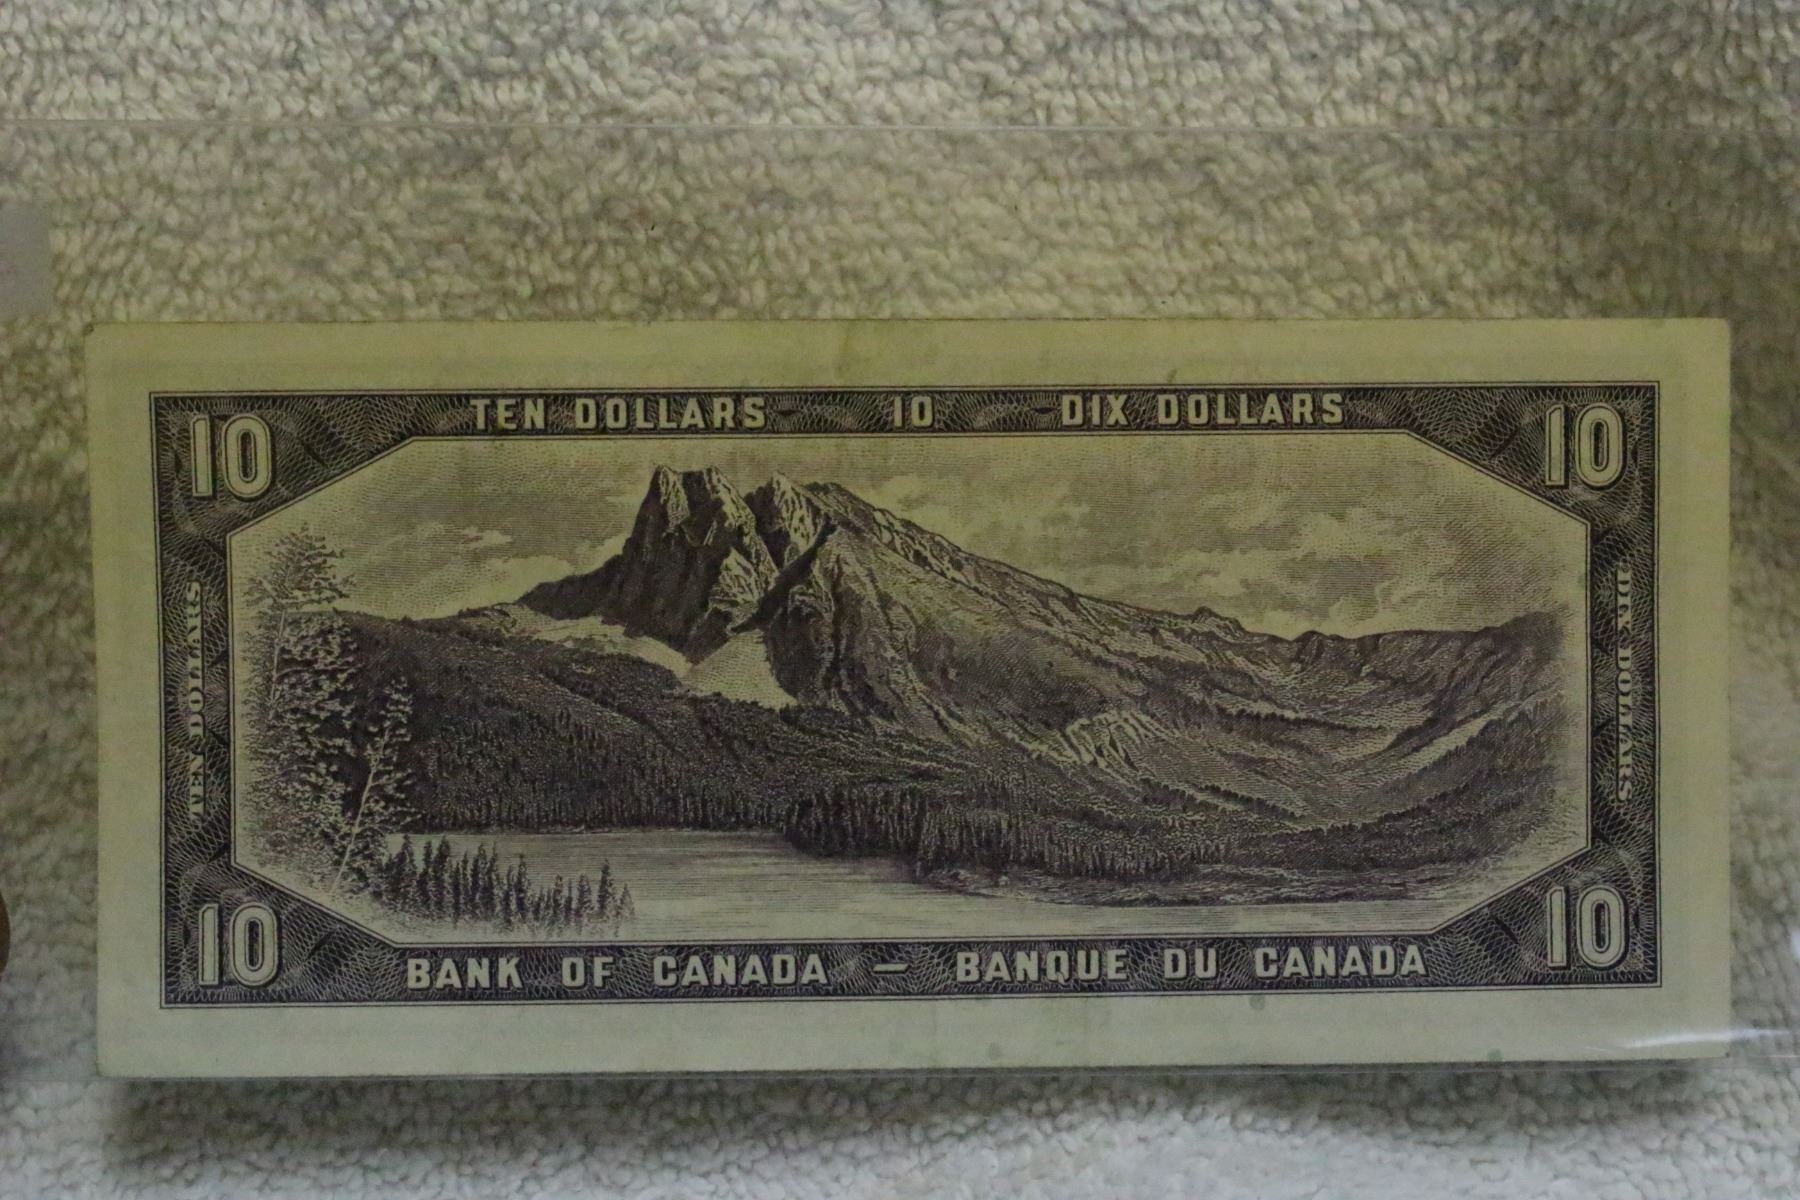 TEN DOLLARS 10 DIX DOLLARS
10 10
TEN DOLLARS
DIX DOLLARS
10 10
BANK OF CANADA — BANQUE DU CANADA